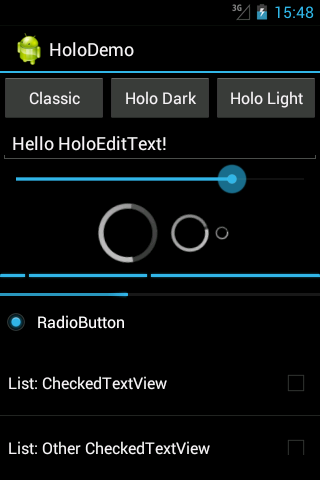 3G 15:48
HoloDemo
Classic Holo Dark Holo Light
Hello HoloEditText!
RadioButton
List: CheckedTextView
List: Other CheckedTextView